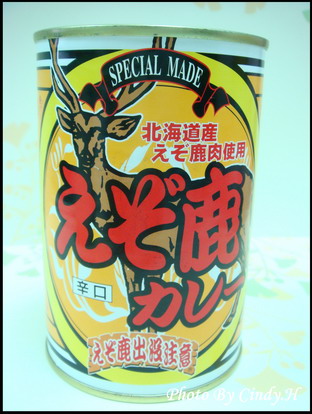 SPECIAL MADE
北海道産
えぞ鹿肉使用
えぞ鹿
カレー
辛口
えぞ鹿出没注意
Photo By Cindy.H